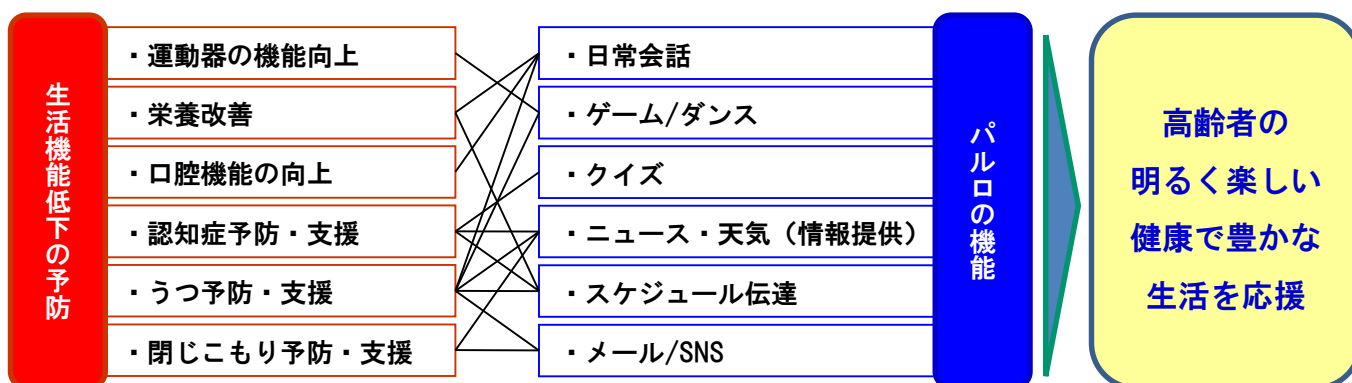 生活機能低下の予防
・運動器の機能向上
・栄養改善
・口腔機能の向上
・認知症予防・支援
・うつ予防・支援
・閉じこもり予防・支援
・日常会話
・ゲーム/ダンス
・クイズ
・ニュース・天気（情報提供）
・スケジュール伝達
・メール/SNS
パルロの機能
高齢者の
明るく楽しい
健康で豊かな
生活を応援